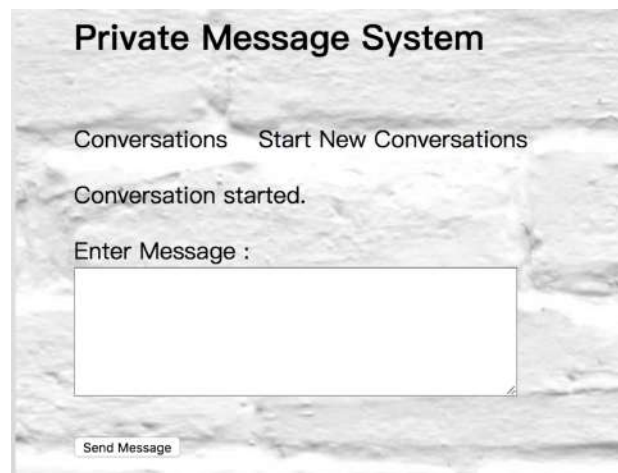 Private Message System
Conversations Start New Conversations
Conversation started.
Enter Message :
Send Message